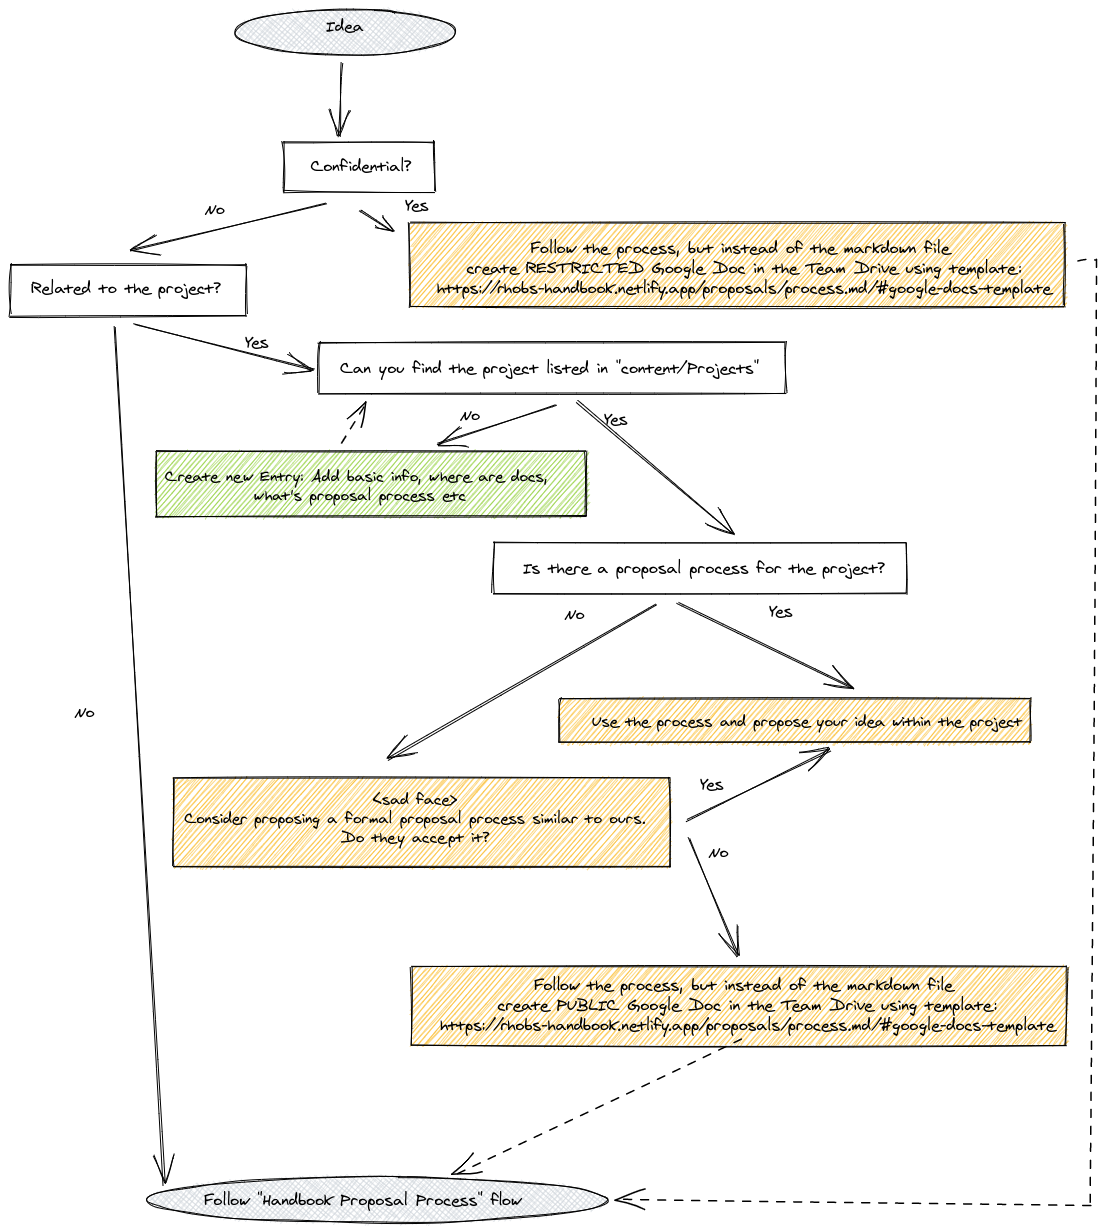 Idea
Confidential?
No
Yes
Follow the process, but instead of the markdown file
create RESTRICTED Google Doc in the Team Drive using template:
https://rhobs-handbook.netlify.app/proposals/process.md/#google-docs-template
Related to the project?
Yes
Can you find the project listed in "content/Projects"
No
Yes
Create new Entry: Add basic info, where are docs,
what's proposal process etc
Is there a proposal process for the project?
No
Yes
No
Use the process and propose your idea within the project
Yes
<sad face>
Consider proposing a formal proposal process similar to ours.
Do they accept it?
No
Follow the process, but instead of the markdown file
create PUBLIC Google Doc in the Team Drive using template:
https://rhobs-handbook.netlify.app/proposals/process.md/#google-docs-template
Follow "Handbook Proposal Process" flow